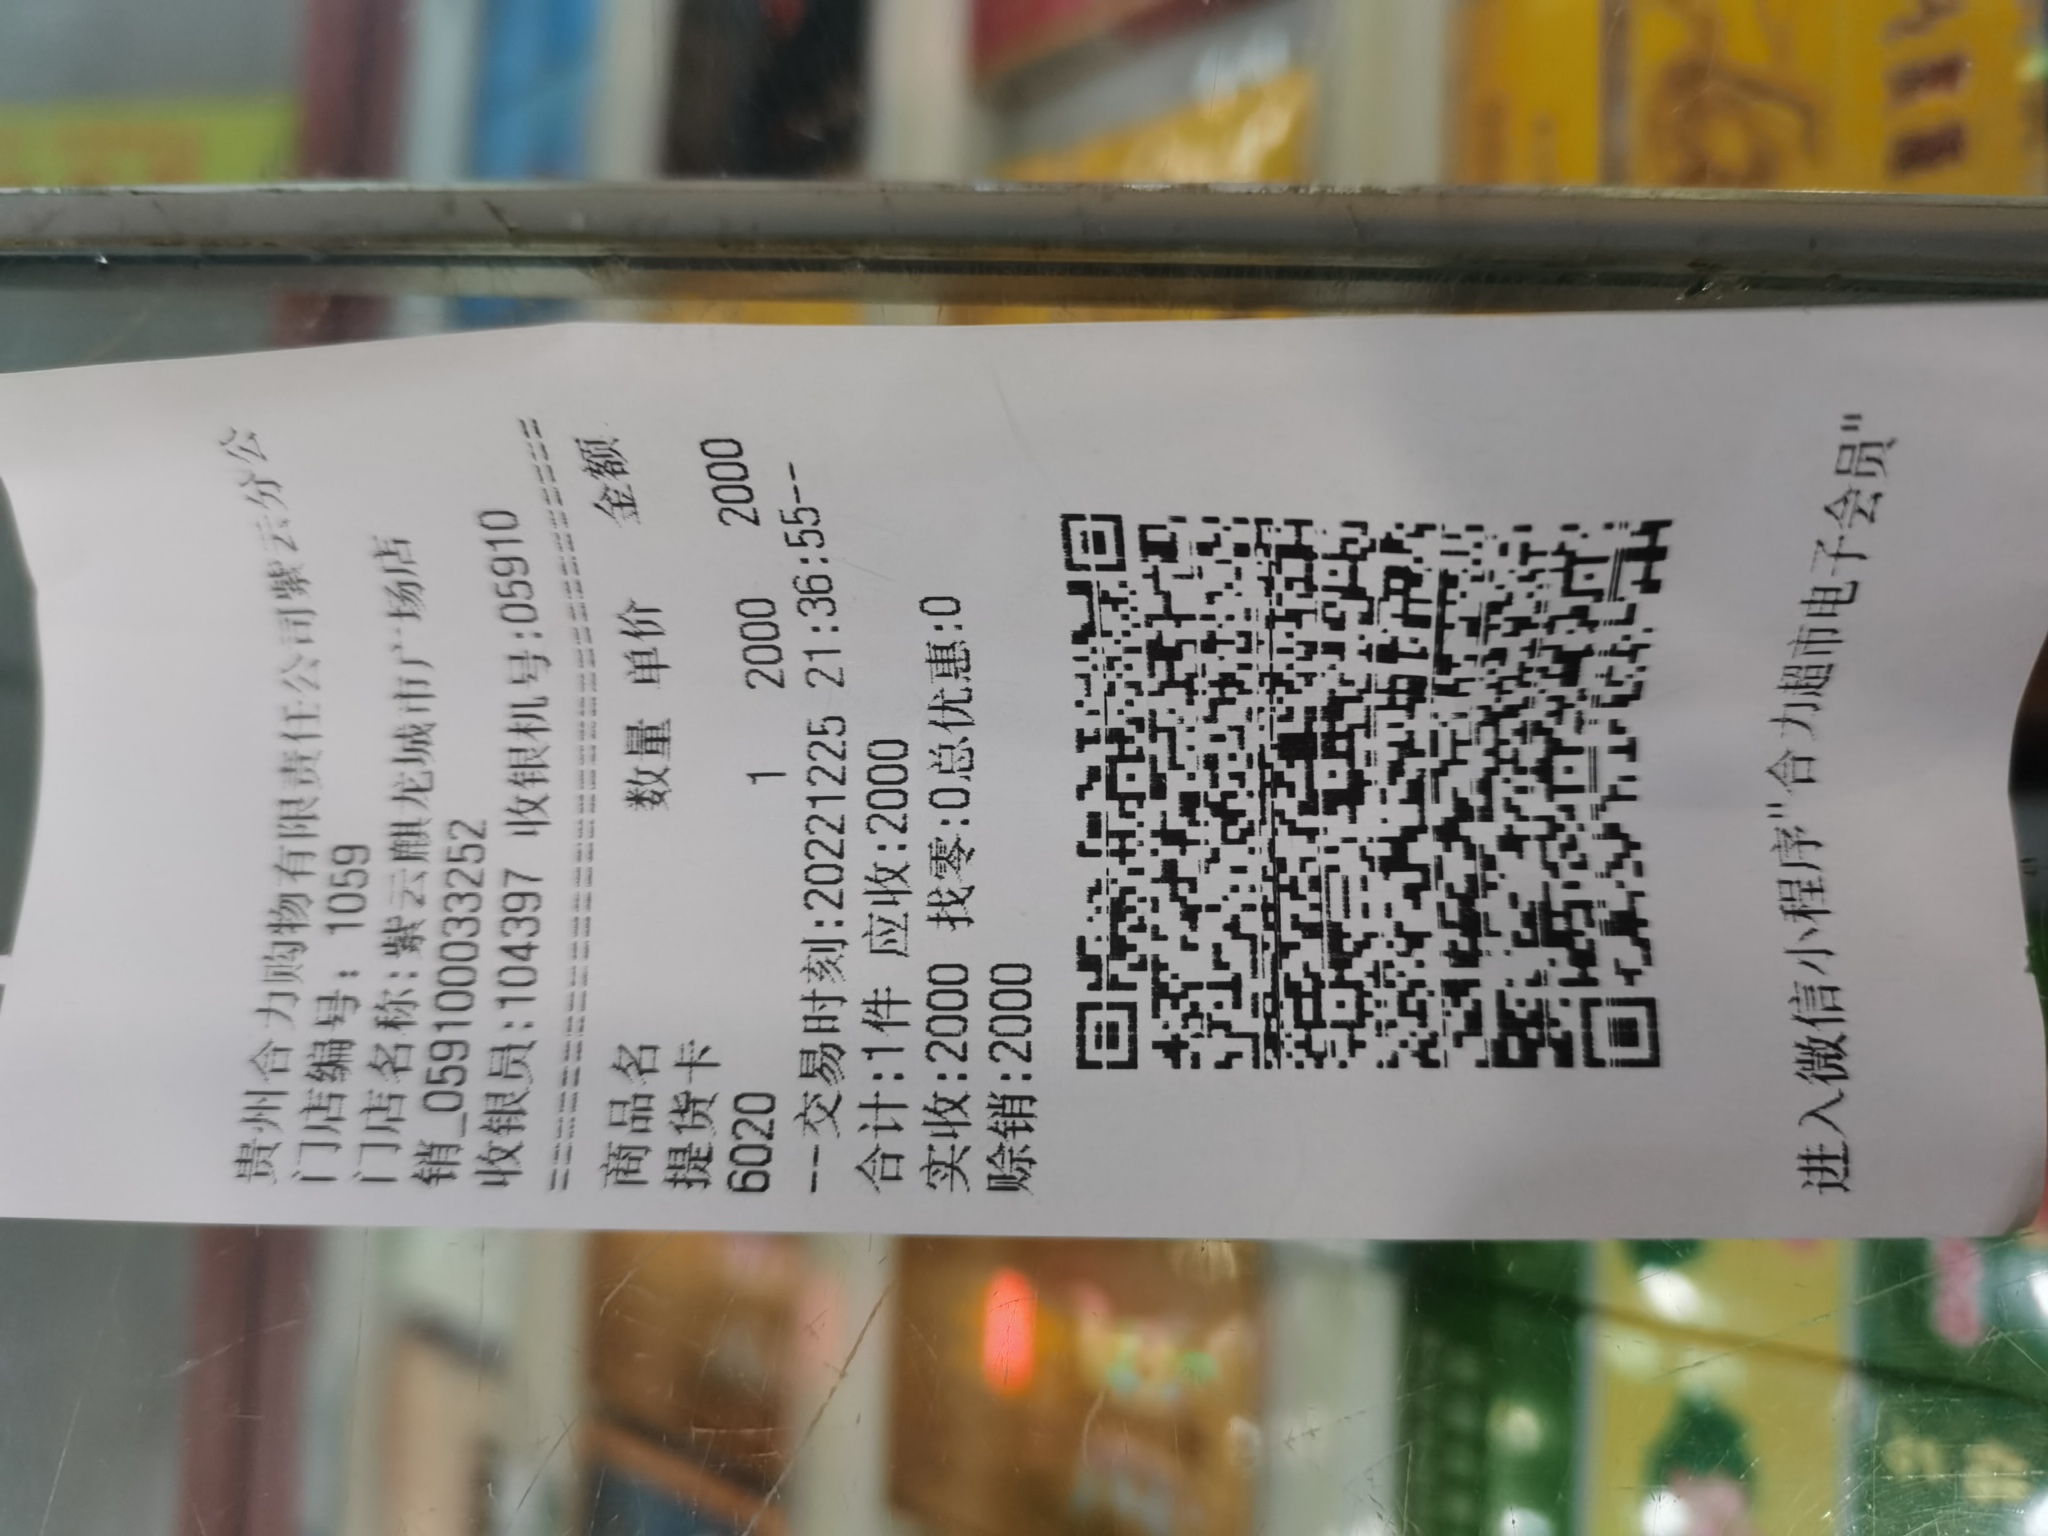 贵州合力购物有限责任公司紫云分公
门店编号: 1059
门店名称:紫云麒龙城市广场店
销_0591000033252
收银员:104397 收银机号:05910
================================
商品名 数量 单价 金额
提货卡
6020 1 2000 2000
--交易时刻:20221225 21:36:55--
合计:1件 应收:2000
实收:2000 找零:0总优惠:0
赊销:2000
进入微信小程序"合力超市电子会员"